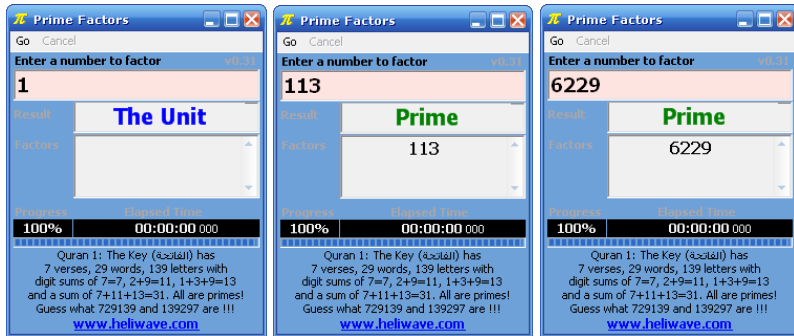 π Prime Factors
Go Cancel
Enter a number to factor v0.31
1
Result The Unit
Factors
Progress Elapsed Time
100% 00:00:00 000
Quran 1: The Key (الفاتحة) has
7 verses, 29 words, 139 letters with
digit sums of 7=7, 2+9=11, 1+3+9=13
and a sum of 7+11+13=31. All are primes!
Guess what 729139 and 139297 are !!!
www.heliwave.com
π Prime Factors
Go Cancel
Enter a number to factor v0.31
113
Result Prime
Factors 113
Progress Elapsed Time
100% 00:00:00 000
Quran 1: The Key (الفاتحة) has
7 verses, 29 words, 139 letters with
digit sums of 7=7, 2+9=11, 1+3+9=13
and a sum of 7+11+13=31. All are primes!
Guess what 729139 and 139297 are !!!
www.heliwave.com
π Prime Factors
Go Cancel
Enter a number to factor v0.31
6229
Result Prime
Factors 6229
Progress Elapsed Time
100% 00:00:00 000
Quran 1: The Key (الفاتحة) has
7 verses, 29 words, 139 letters with
digit sums of 7=7, 2+9=11, 1+3+9=13
and a sum of 7+11+13=31. All are primes!
Guess what 729139 and 139297 are !!!
www.heliwave.com